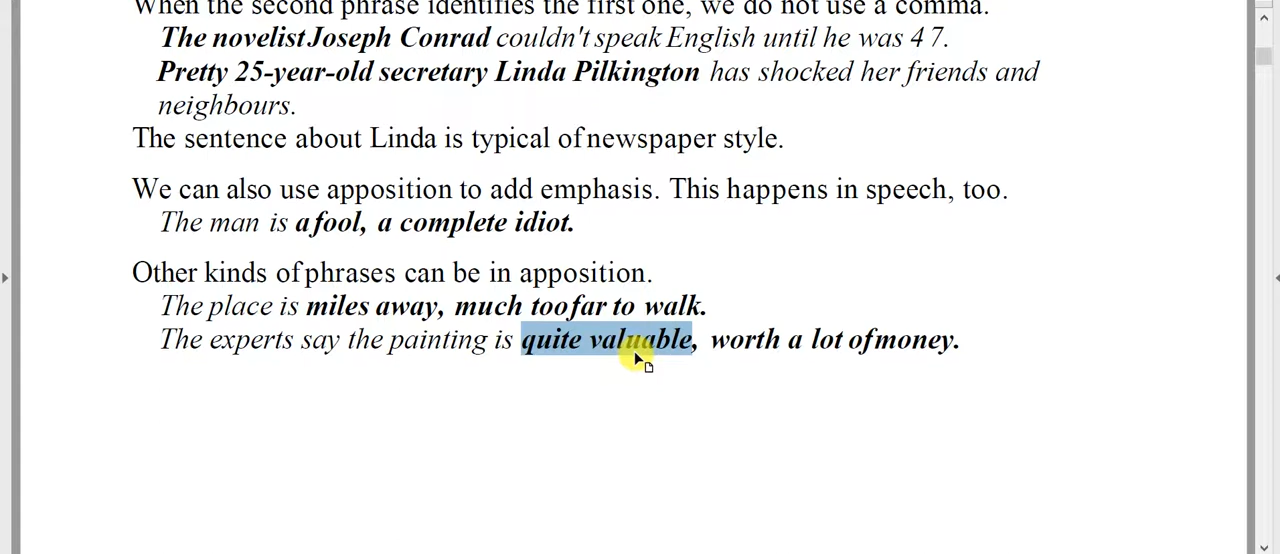 When the second phrase identifies the first one, we do not use a comma.
The novelist Joseph Conrad couldn't speak English until he was 4 7.
Pretty 25-year-old secretary Linda Pilkington has shocked her friends and
neighbours.
The sentence about Linda is typical of newspaper style.
We can also use apposition to add emphasis. This happens in speech, too.
The man is a fool, a complete idiot.
Other kinds of phrases can be in apposition.
The place is miles away, much too far to walk.
The experts say the painting is quite valuable, worth a lot of money.